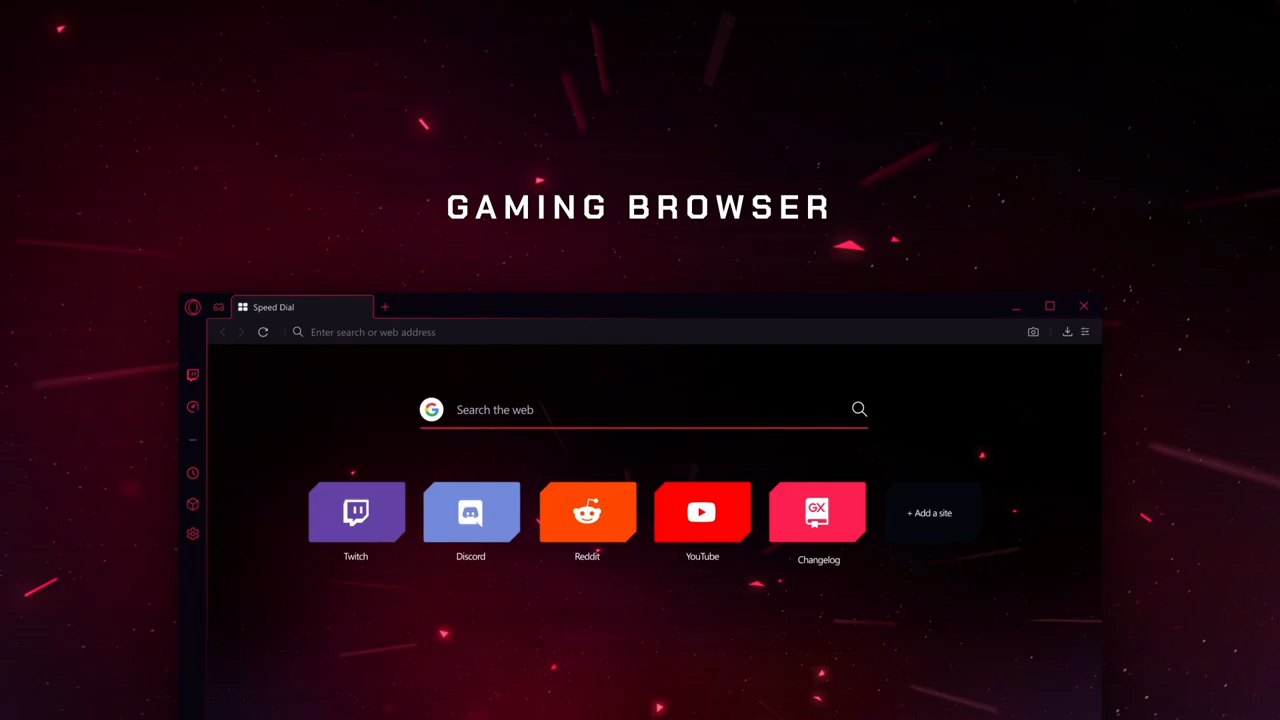 GAMING BROWSER
Speed Dial
Enter search or web address
Search the web
GX
+ Add a site
Twitch
Discord
Reddit
YouTube
Changelog